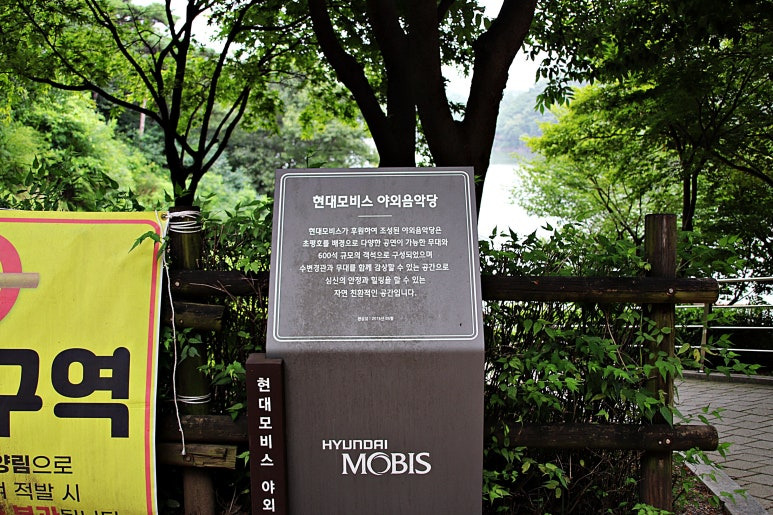 현대모비스 야외음악당
현대모비스가 후원하여 조성된 야외음악당은
초평호를 배경으로 다양한 공연이 가능한 무대와
600석 규모의 객석으로 구성되었으며
수변경관과 무대를 함께 감상할 수 있는 공간으로
심신의 안정과 힐링을 할 수 있는
자연 친환경적인 공간입니다.
현대모비스 야외
HYUNDAI
MOBIS
구역
양림으로
적발 시